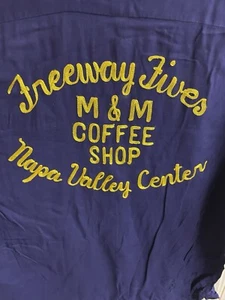 Freeway Fives
M & M
COFFEE
SHOP
Napa Valley Center